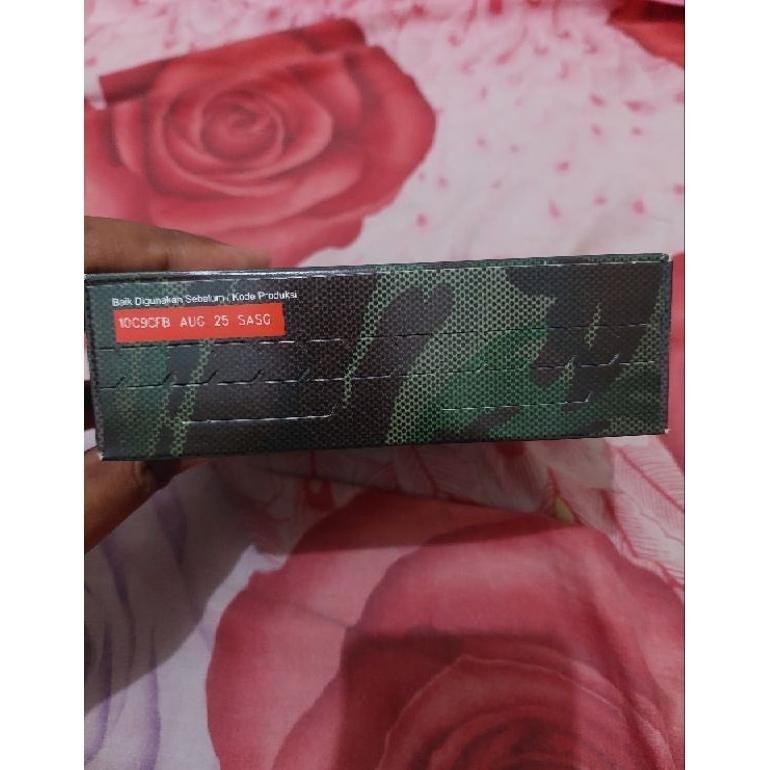 Baik Digunakan Sebelum / Kode Produksi
10C9CFB AUG 25 SASG